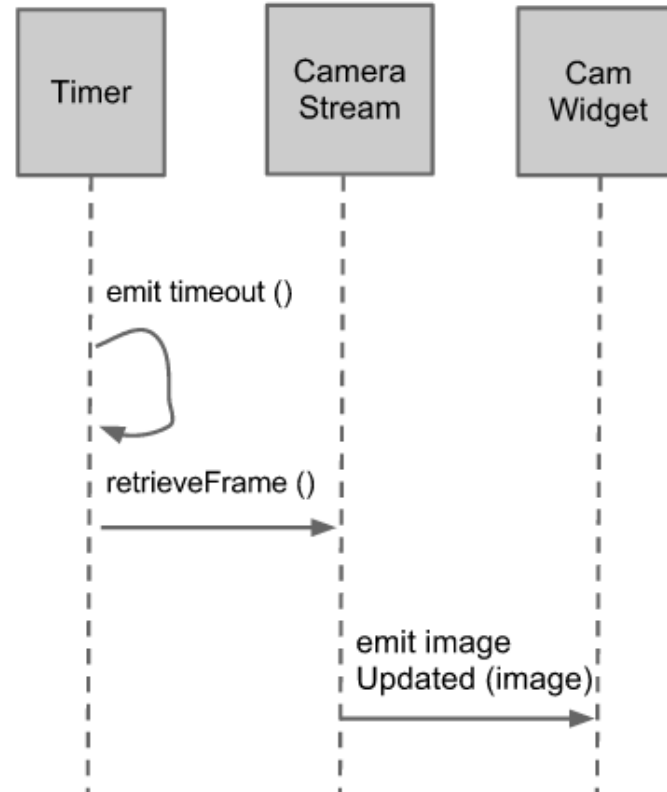 Timer
Camera
Stream
Cam
Widget
emit timeout ()
retrieveFrame ()
emit image
Updated (image)